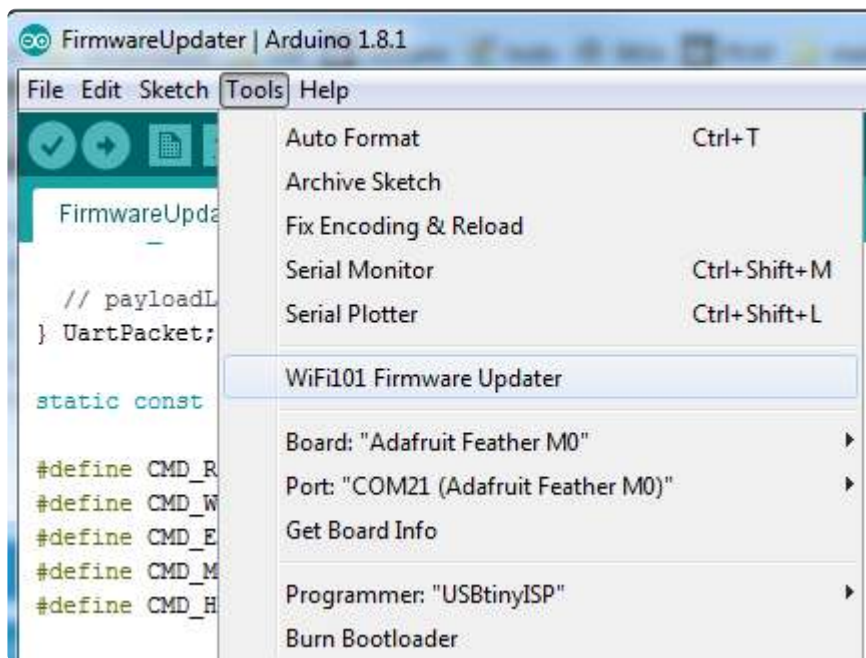 FirmwareUpdater | Arduino 1.8.1
File Edit Sketch Tools Help
Auto Format Ctrl+T
Archive Sketch
FirmwareUpda
Fix Encoding & Reload
Serial Monitor Ctrl+Shift+M
// payloadL
Serial Plotter Ctrl+Shift+L
} UartPacket;
WiFi101 Firmware Updater
static const
Board: "Adafruit Feather M0"
#define CMD_R
Port: "COM21 (Adafruit Feather M0)"
#define CMD_W
Get Board Info
#define CMD_E
#define CMD_M
Programmer: "USBtinyISP"
#define CMD_H
Burn Bootloader